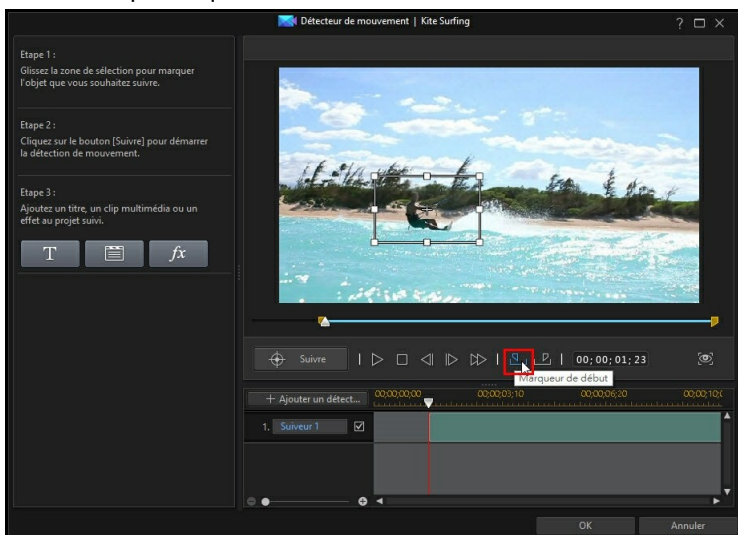 Détecteur de mouvement | Kite Surfing
Etape 1 :
Glissez la zone de sélection pour marquer
l'objet que vous souhaitez suivre.
Etape 2 :
Cliquez sur le bouton [Suivre] pour démarrer
la détection de mouvement.
Etape 3 :
Ajoutez un titre, un clip multimédia ou un
effet au projet suivi.
T
fx
Suivre
00; 00; 01; 23
Marqueur de début
+ Ajouter un détect...
00;00;00;00
00;00;03;10
00;00;06;20
1. Suiveur 1
OK
Annuler